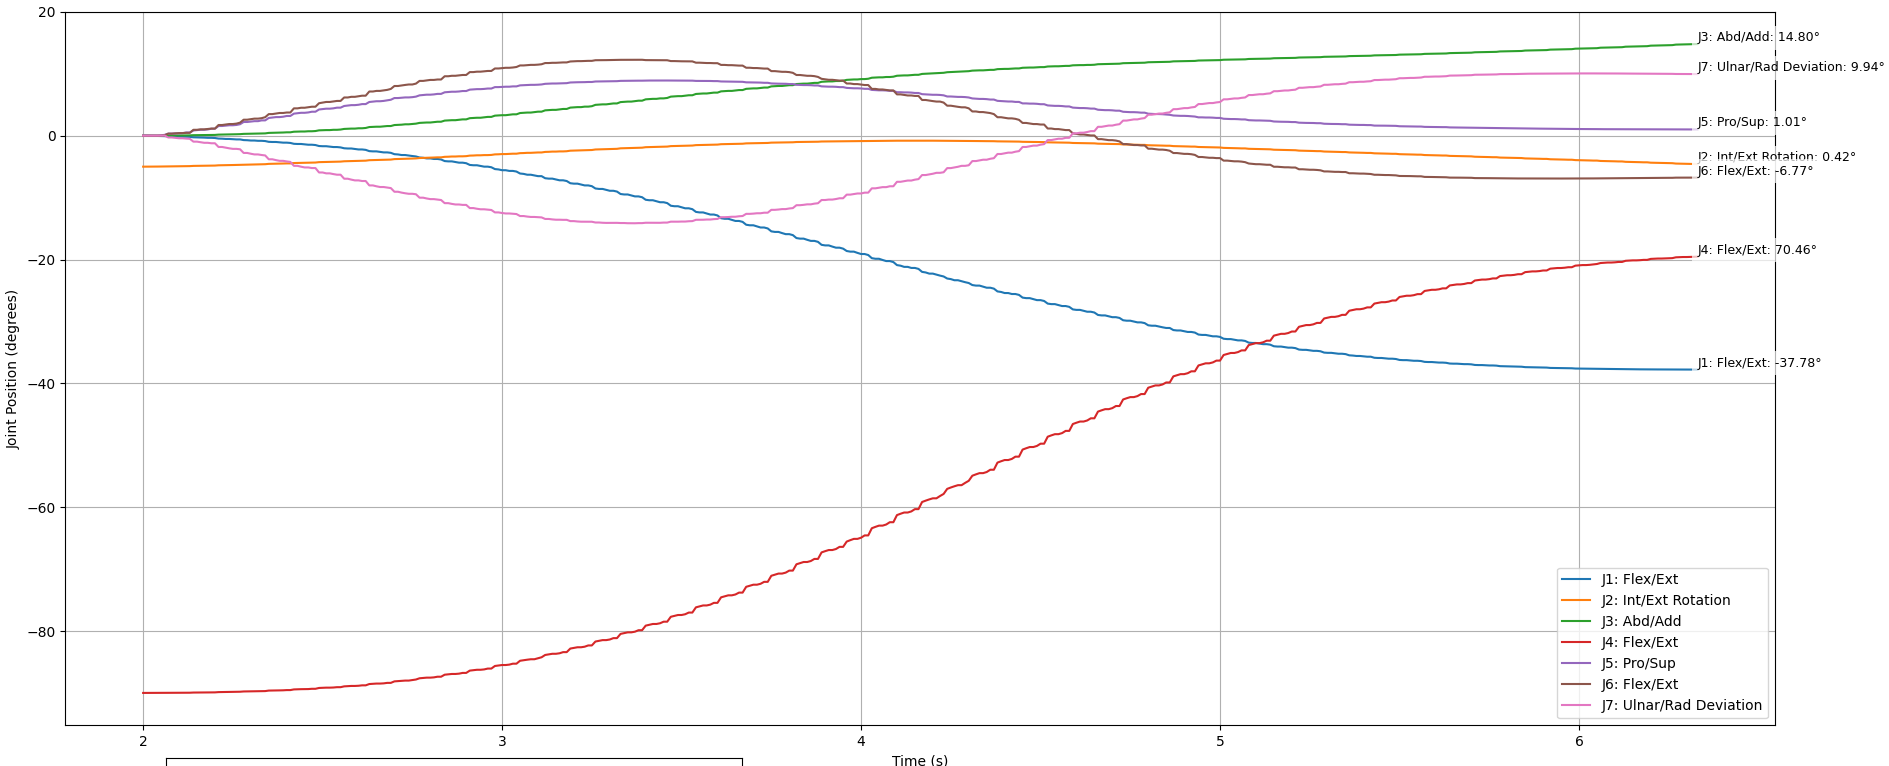 20
0
−20
−40
−60
−80
Joint Position (degrees)
2
3
4
5
6
Time (s)
J3: Abd/Add: 14.80°
J7: Ulnar/Rad Deviation: 9.94°
J5: Pro/Sup: 1.01°
J2: Int/Ext Rotation: 0.42°
J6: Flex/Ext: -6.77°
J4: Flex/Ext: 70.46°
J1: Flex/Ext: -37.78°
J1: Flex/Ext
J2: Int/Ext Rotation
J3: Abd/Add
J4: Flex/Ext
J5: Pro/Sup
J6: Flex/Ext
J7: Ulnar/Rad Deviation